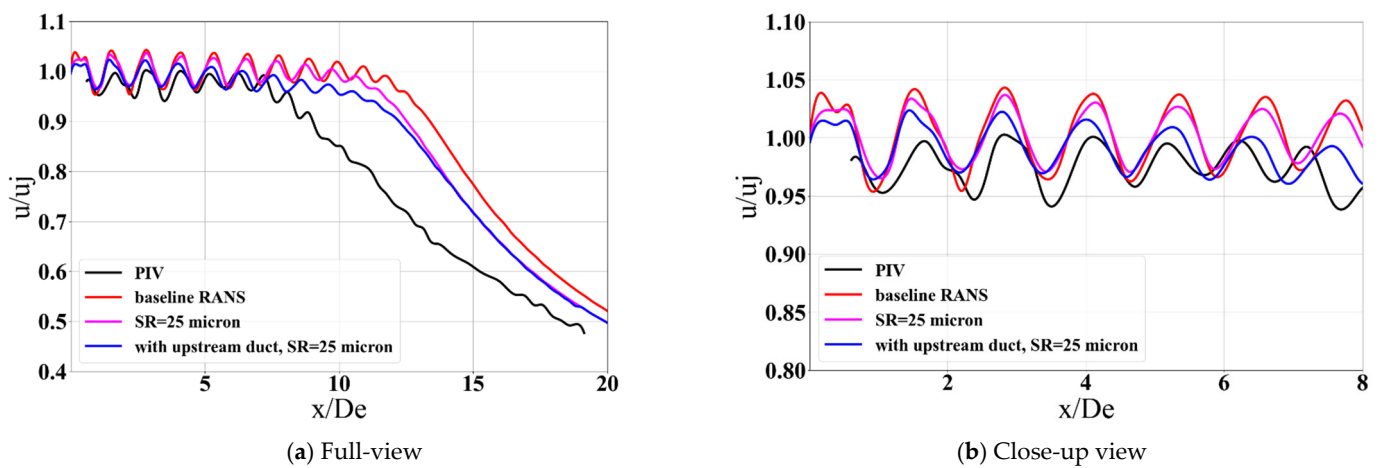 1.1
1.0
0.9
0.8
0.7
0.6
0.5
0.4
u/uj
5
10
15
20
x/De
PIV
baseline RANS
SR=25 micron
with upstream duct, SR=25 micron
(a) Full-view
1.10
1.05
1.00
0.95
0.90
0.85
0.80
u/uj
2
4
6
8
x/De
PIV
baseline RANS
SR=25 micron
with upstream duct, SR=25 micron
(b) Close-up view